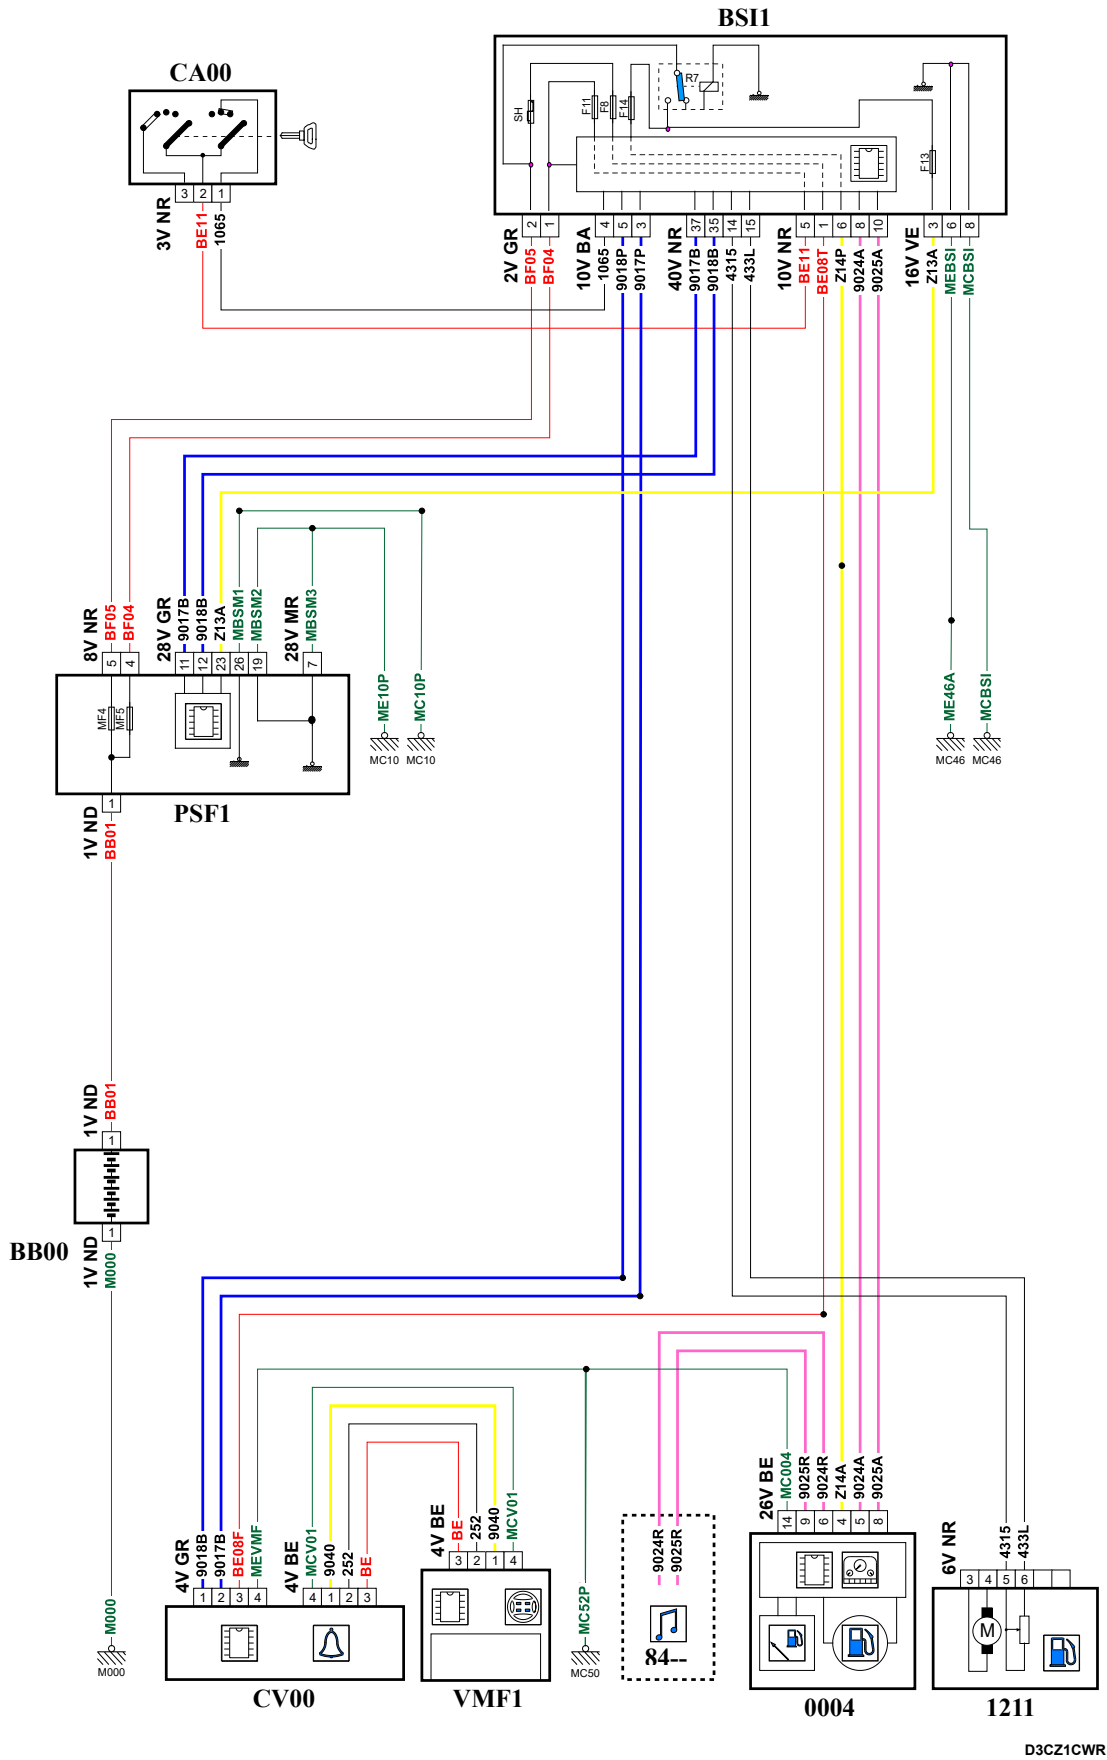 BSI1
CA00
R7
SH
F11
F8
F14
F13
3 2 1
3V NR
BE11
1065
2 1
2V GR
BF05
BF04
4 5 3
10V BA
1065
9018P
9017P
37 35 14 15
40V NR
9017B
9018B
4315
433L
5 1 6 8 10
10V NR
BE11
BE08T
Z14P
9024A
9025A
3 6 8
16V VE
Z13A
MEBSI
MCBSI
8V NR
BF05
BF04
5 4
28V GR
9017B
9018B
Z13A
MBSM1
MBSM2
11 12 23 26 19
28V MR
MBSM3
7
ME10P
MC10P
MC10
MC10
ME46A
MCBSI
MC46
MC46
MF4
MF5
PSF1
1
1V ND
BB01
1V ND
BB01
1
BB00
1
1V ND
M000
M000
M000
4V GR
9018B
9017B
BE08F
MEVMF
1 2 3 4
4V BE
MCV01
9040
252
BE
4 1 2 3
CV00
4V BE
BE
252
9040
MCV01
3 2 1 4
VMF1
MC52P
MC50
9024R
9025R
84--
26V BE
MC004
9025R
9024R
Z14A
9024A
9025A
14 9 6 4 5 8
0004
6V NR
4315
433L
3 4 5 6
M
1211
D3CZ1CWR